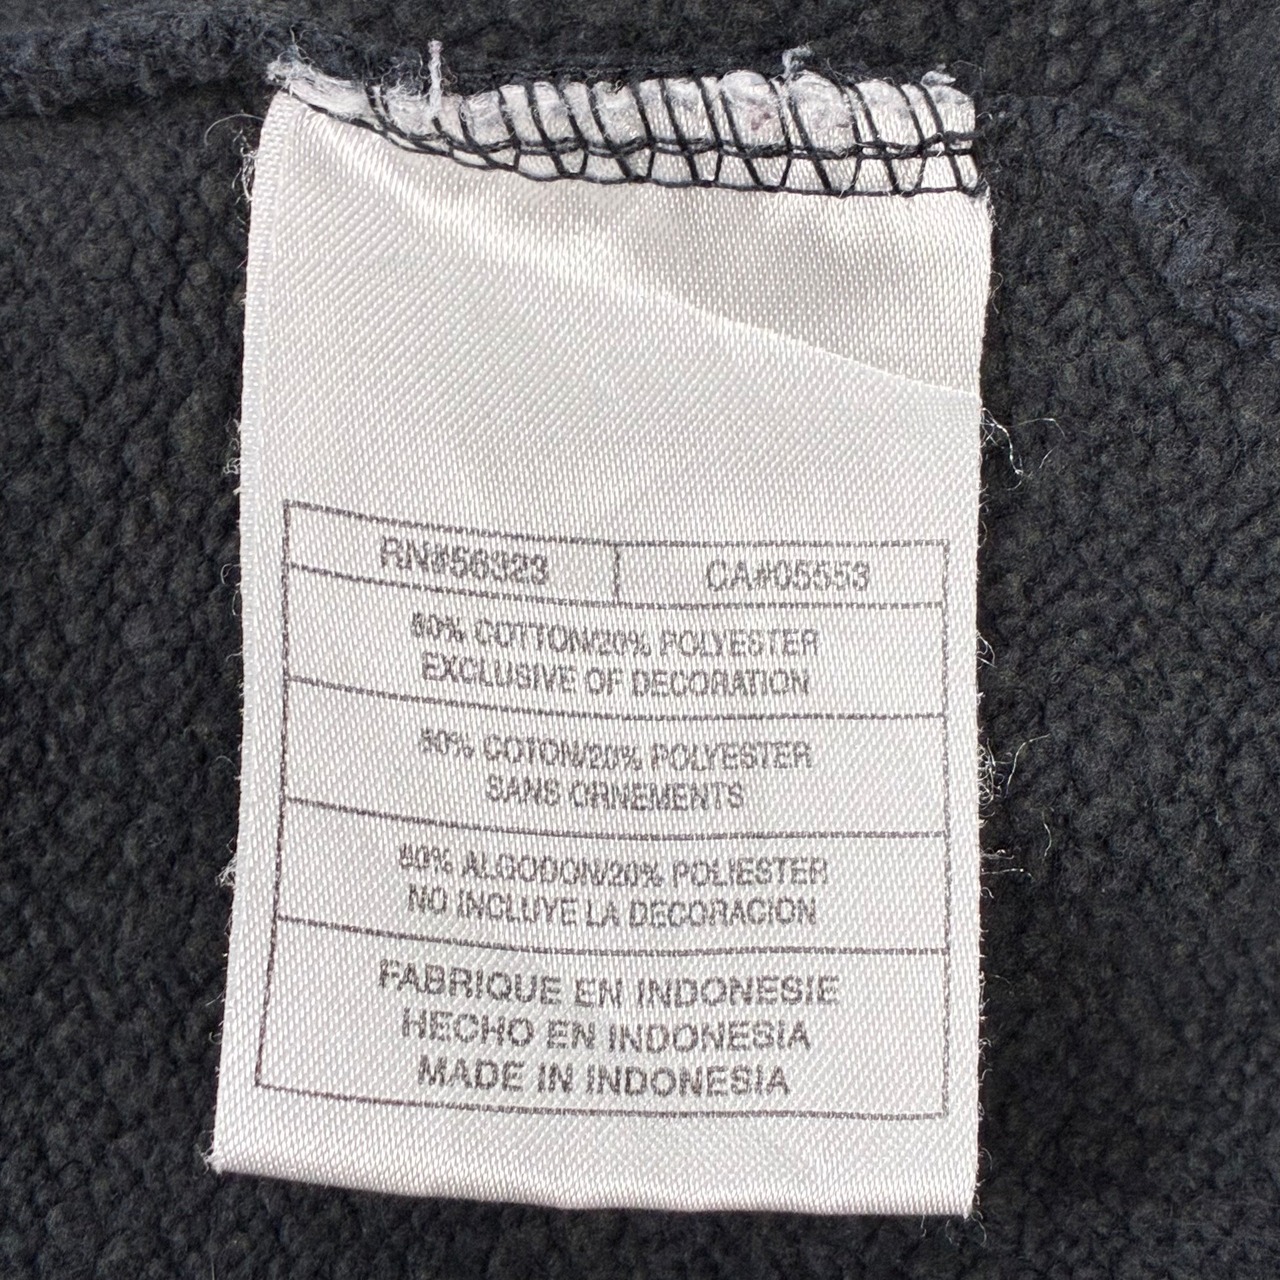 RN#56323 CA#05553
80% COTTON/20% POLYESTER
EXCLUSIVE OF DECORATION
80% COTON/20% POLYESTER
SANS ORNEMENTS
80% ALGODON/20% POLIESTER
NO INCLUYE LA DECORACION
FABRIQUE EN INDONESIE
HECHO EN INDONESIA
MADE IN INDONESIA